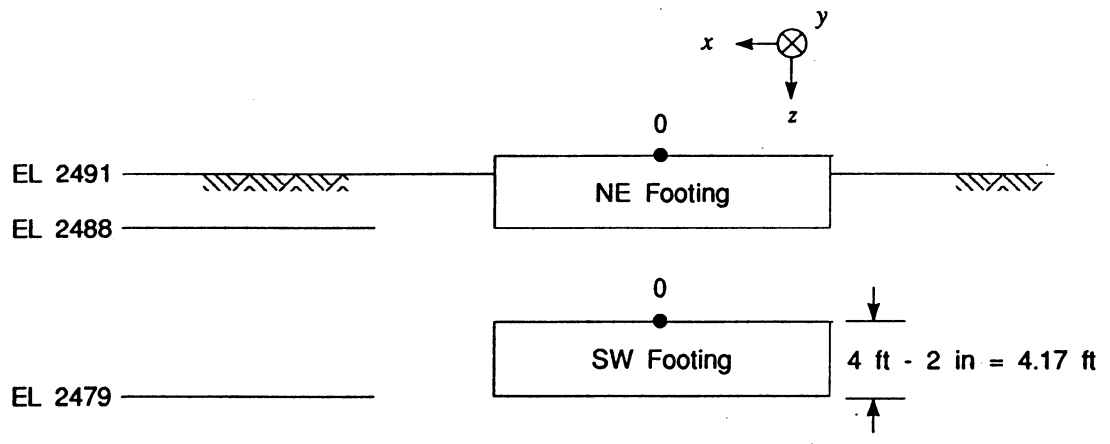 y
x
z
0
EL 2491
NE Footing
EL 2488
0
SW Footing
4 ft - 2 in = 4.17 ft
EL 2479